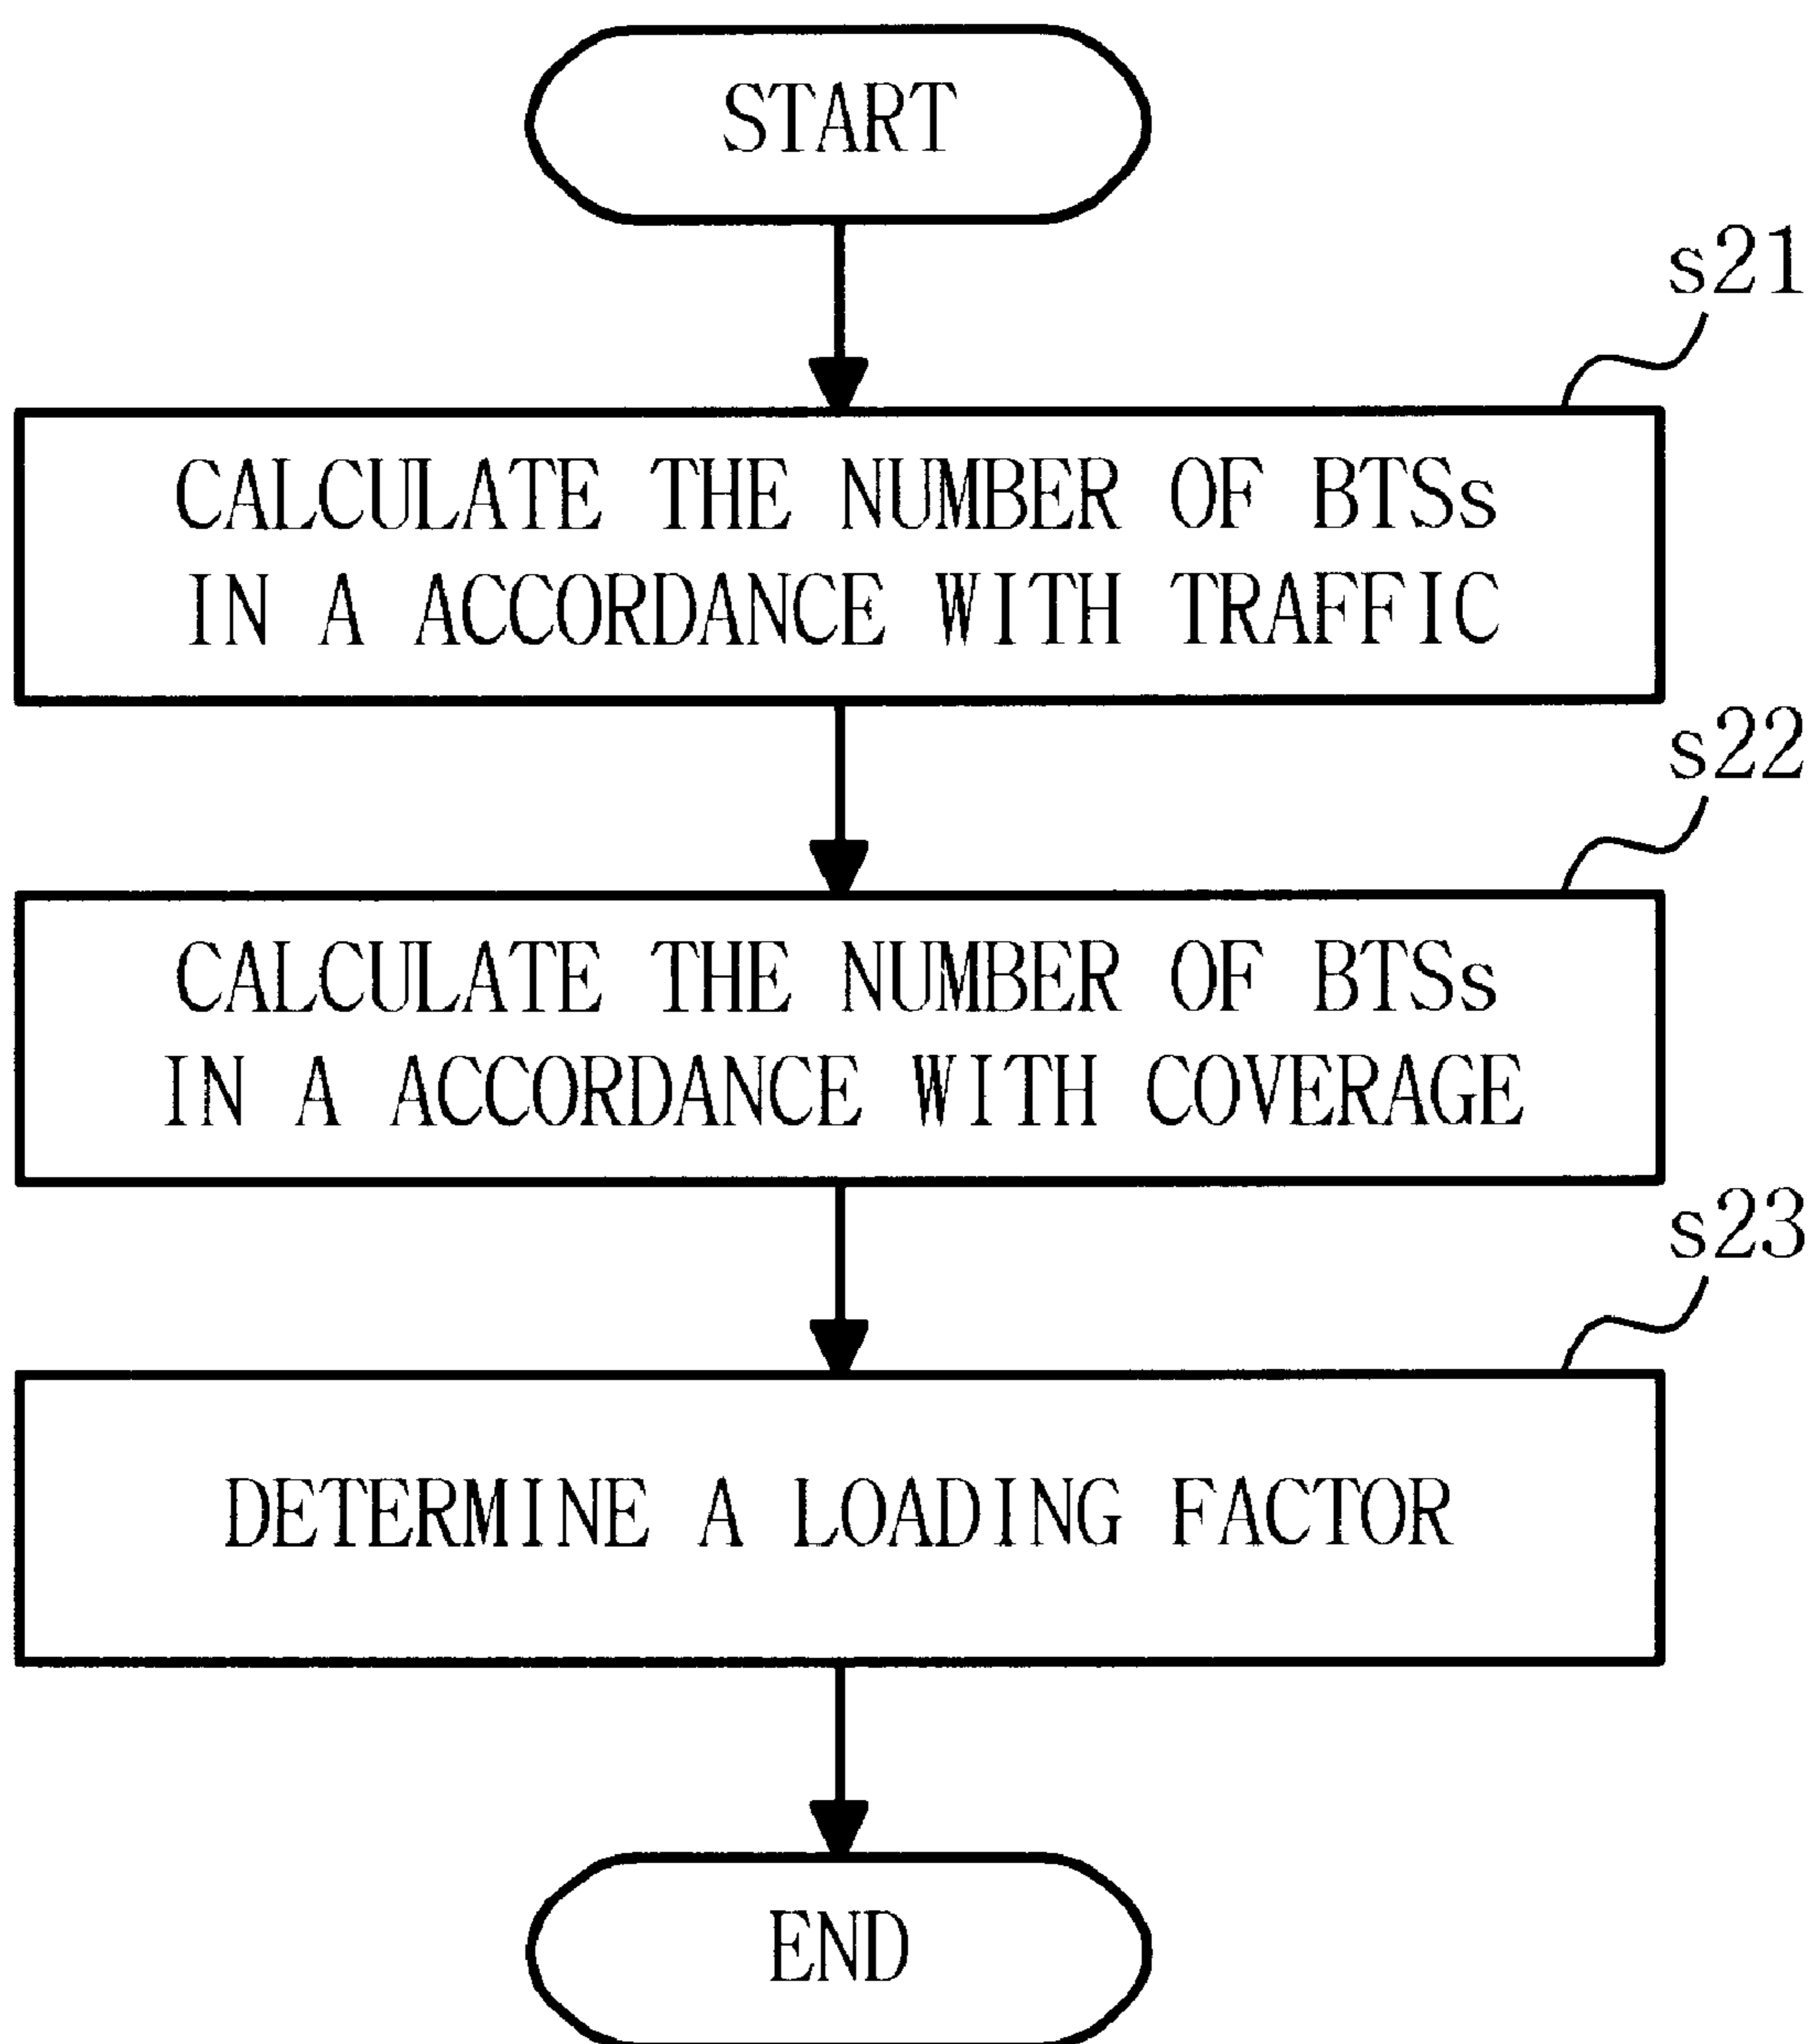 START
s21
CALCULATE THE NUMBER OF BTSs
IN A ACCORDANCE WITH TRAFFIC
s22
CALCULATE THE NUMBER OF BTSs
IN A ACCORDANCE WITH COVERAGE
s23
DETERMINE A LOADING FACTOR
END